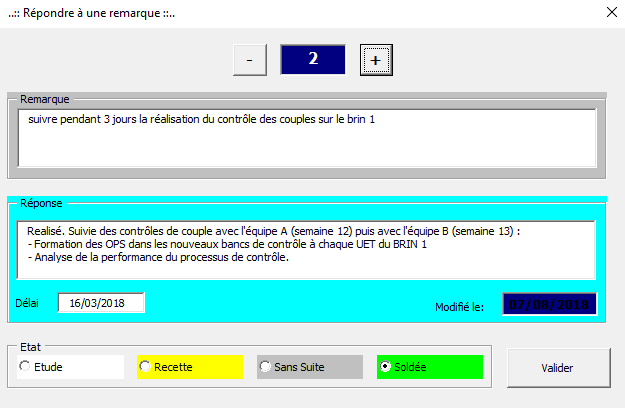 ..:: Répondre à une remarque ::..
- 2 +
Remarque
suivre pendant 3 jours la réalisation du contrôle des couples sur le brin 1
Réponse
Realisé. Suivie des contrôles de couple avec l'équipe A (semaine 12) puis avec l'équipe B (semaine 13) :
- Formation des OPS dans les nouveaux bancs de contrôle à chaque UET du BRIN 1
- Analyse de la performance du processus de contrôle.
Délai 16/03/2018 Modifié le: 07/08/2018
Etat
Etude Recette Sans Suite Soldée Valider